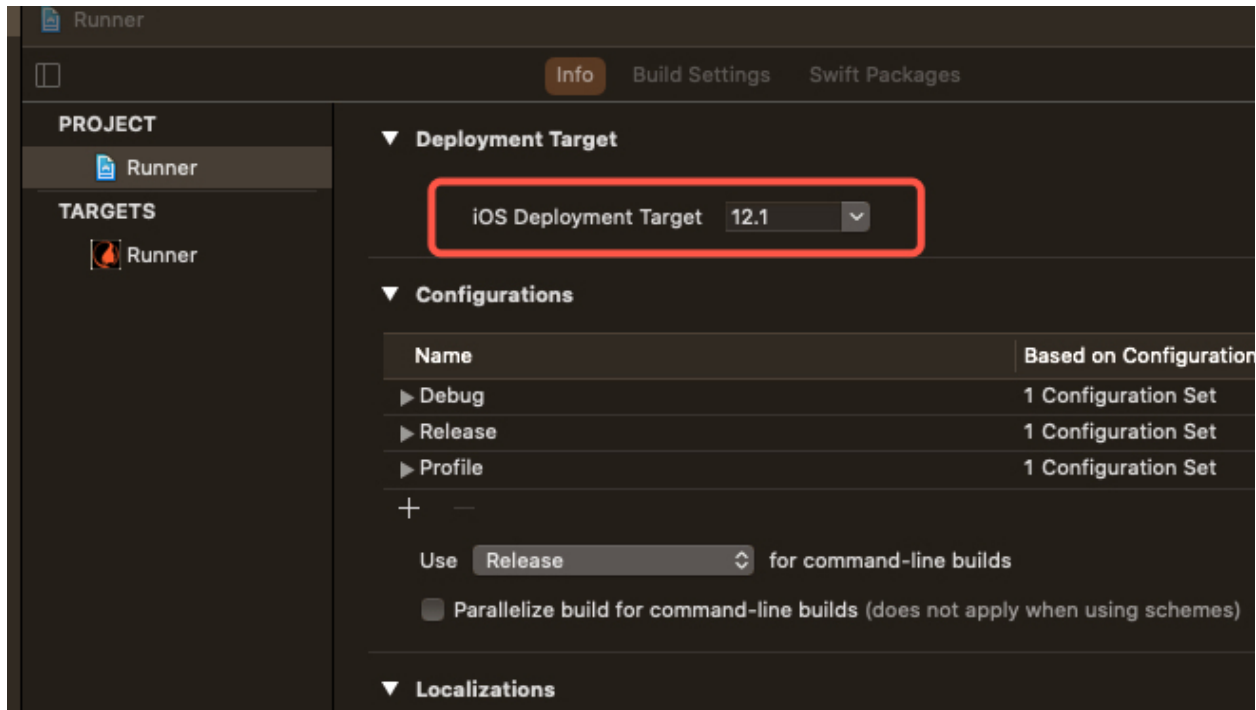 Runner
Info Build Settings Swift Packages
PROJECT
Runner
TARGETS
Runner
Deployment Target
iOS Deployment Target 12.1
Configurations
Name Based on Configuration
Debug 1 Configuration Set
Release 1 Configuration Set
Profile 1 Configuration Set
Use Release for command-line builds
Parallelize build for command-line builds (does not apply when using schemes)
Localizations